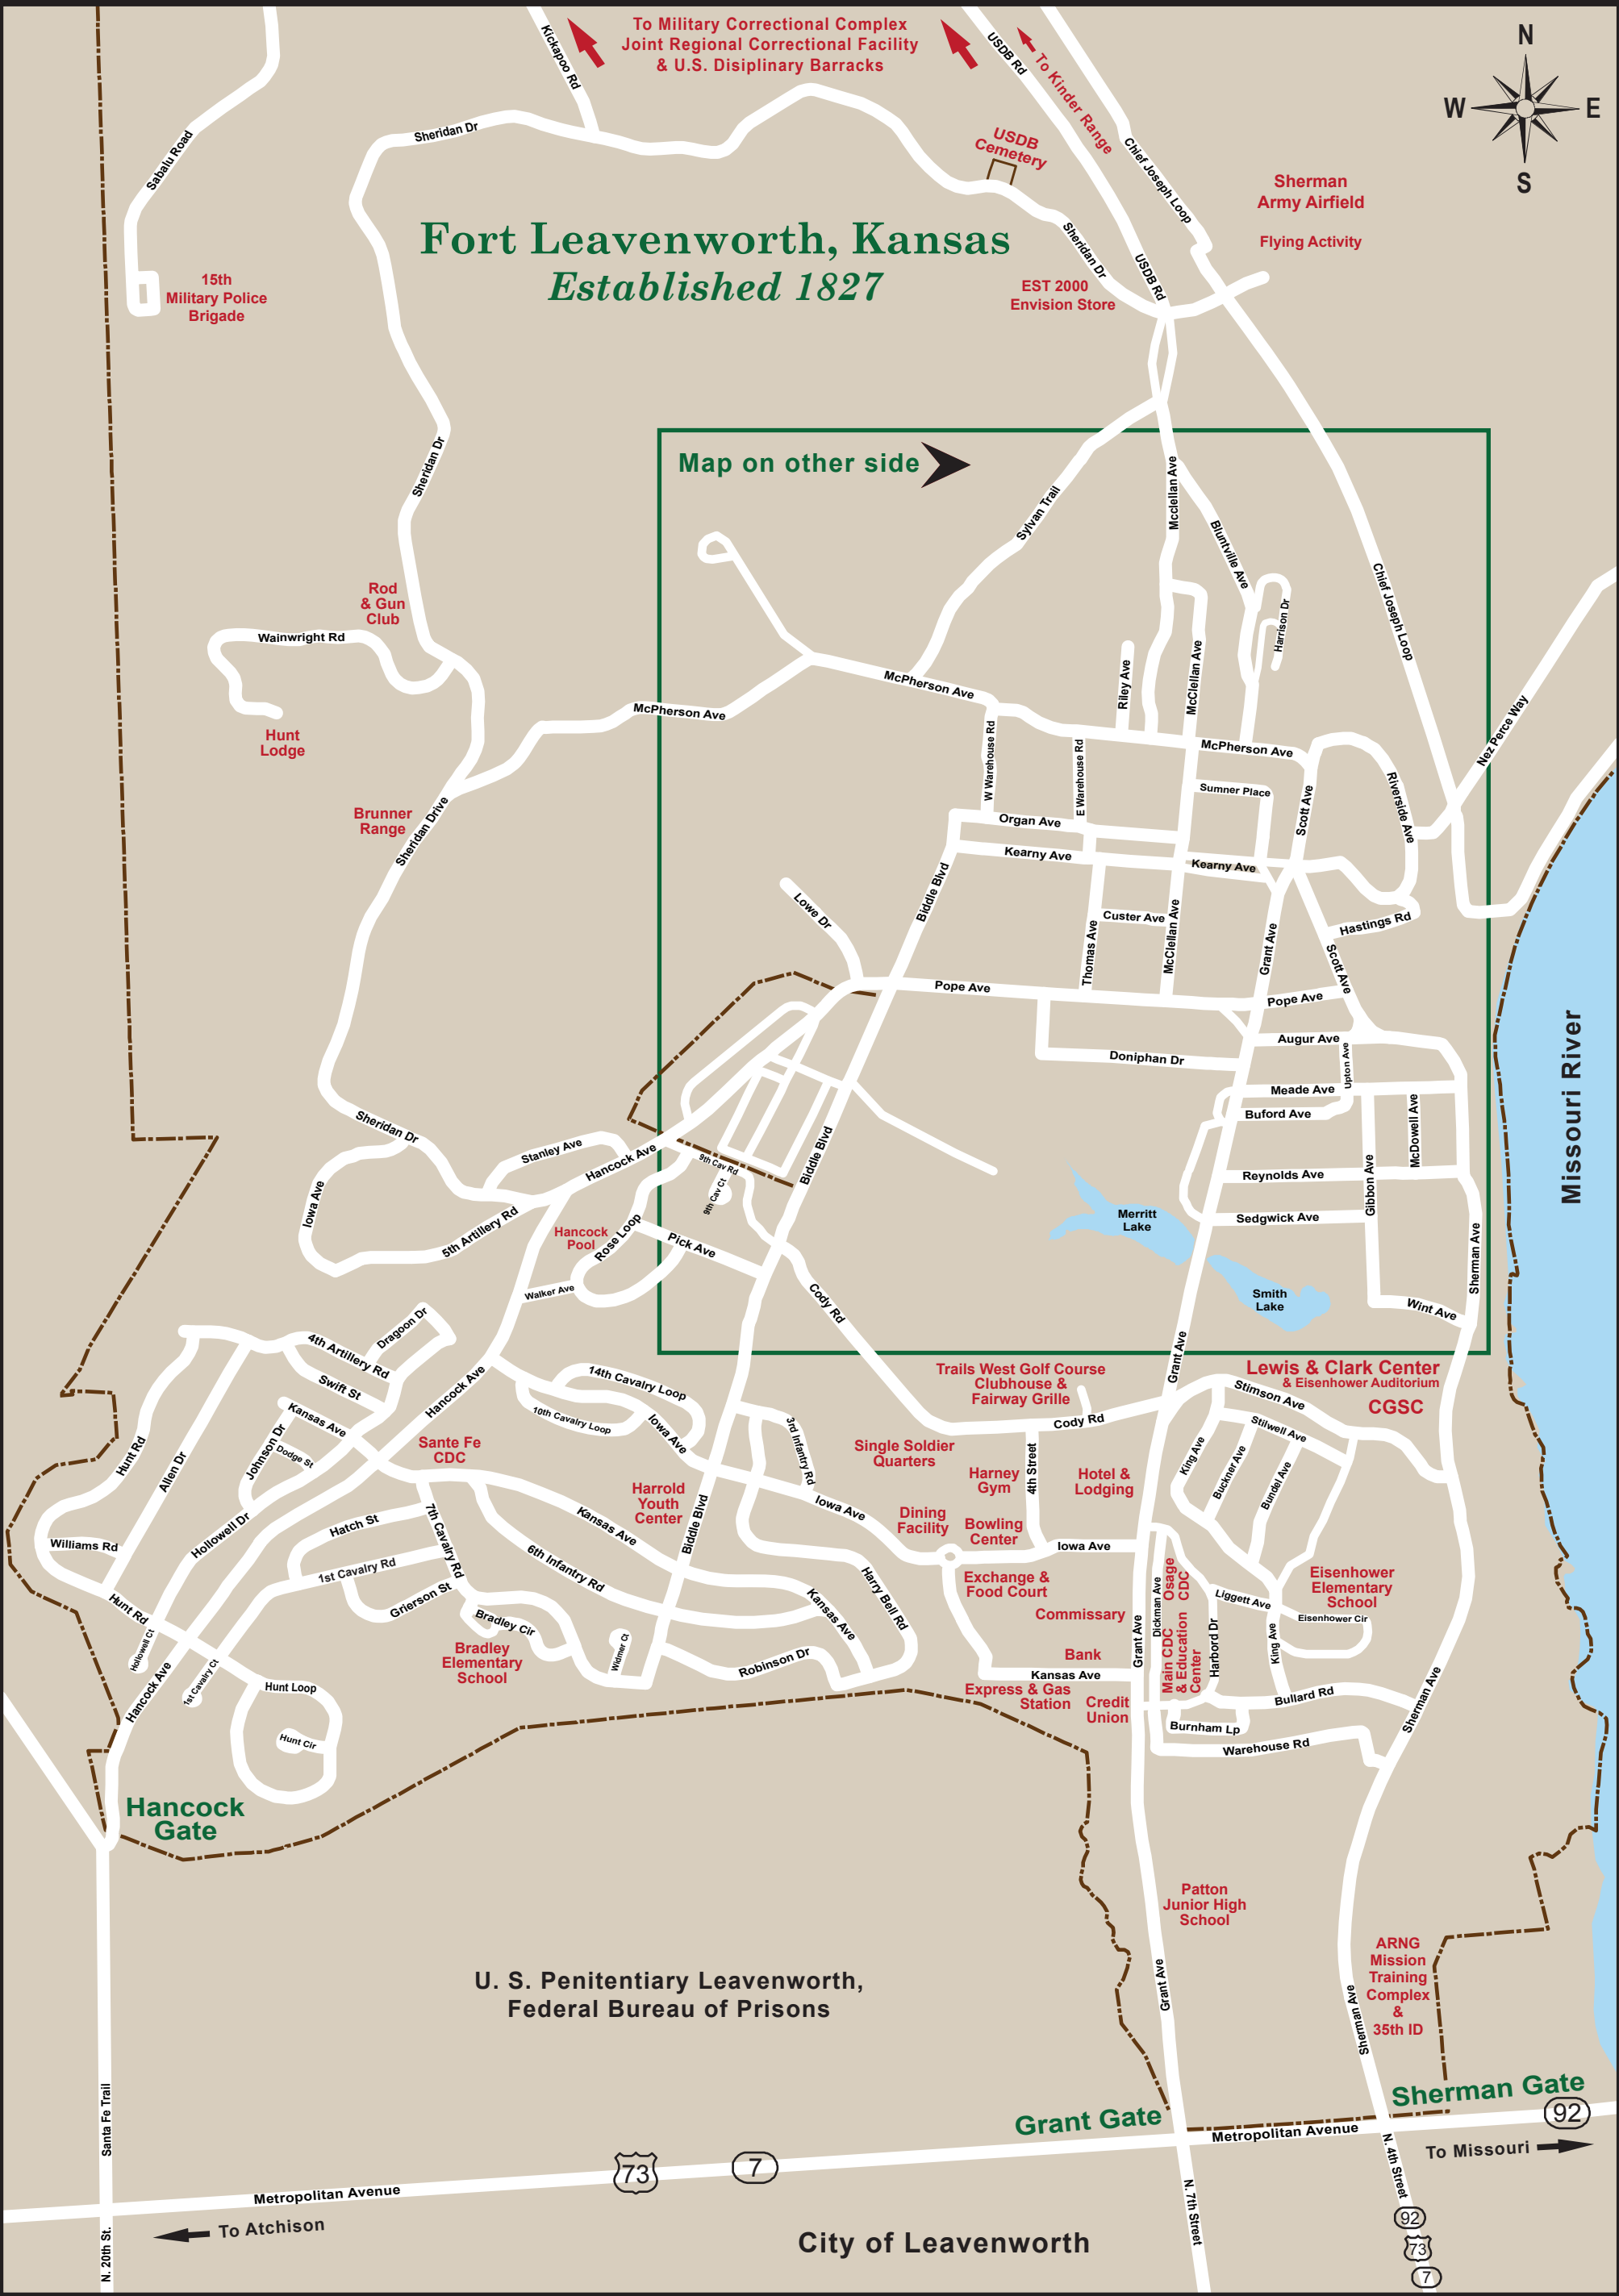 To Military Correctional Complex
Joint Regional Correctional Facility
& U.S. Disiplinary Barracks
Kickapoo Rd
USDB Rd
To Kinder Range
N
W
E
S
Sabalu Road
Sheridan Dr
USDB
Cemetery
Chief Joseph Loop
Sherman
Army Airfield
Flying Activity
Fort Leavenworth, Kansas
Established 1827
Sheridan Dr
USDB Rd
15th
Military Police
Brigade
EST 2000
Envision Store
Map on other side
Sheridan Dr
Sylvan Trail
Mcclellan Ave
Bluntville Ave
Chief Joseph Loop
Harrison Dr
Rod
& Gun
Club
Wainwright Rd
Hunt
Lodge
McPherson Ave
McPherson Ave
Riley Ave
McClellan Ave
McPherson Ave
Nez Perce Way
W Warehouse Rd
E Warehouse Rd
Sumner Place
Scott Ave
Riverside Ave
Brunner
Range
Sheridan Drive
Organ Ave
Kearny Ave
Kearny Ave
Biddle Blvd
Lowe Dr
Custer Ave
Thomas Ave
McClellan Ave
Grant Ave
Hastings Rd
Scott Ave
Pope Ave
Pope Ave
Augur Ave
Doniphan Dr
Upton Ave
Meade Ave
Buford Ave
McDowell Ave
Missouri River
Sheridan Dr
Stanley Ave
Hancock Ave
9th Cav Rd
9th Cav Ct
Biddle Blvd
Reynolds Ave
Gibbon Ave
Iowa Ave
5th Artillery Rd
Hancock
Pool
Rose Loop
Pick Ave
Merritt
Lake
Sedgwick Ave
Sherman Ave
Walker Ave
Cody Rd
Smith
Lake
Wint Ave
Grant Ave
Dragoon Dr
4th Artillery Rd
Swift St
Hancock Ave
14th Cavalry Loop
10th Cavalry Loop
Iowa Ave
Trails West Golf Course
Clubhouse &
Fairway Grille
Lewis & Clark Center
& Eisenhower Auditorium
CGSC
Stimson Ave
Kansas Ave
Johnson Dr
Dodge St
Sante Fe
CDC
3rd Infantry Rd
Cody Rd
Stilwell Ave
King Ave
Buckner Ave
Bundel Ave
Hunt Rd
Allen Dr
Single Soldier
Quarters
4th Street
Harney
Gym
Hotel &
Lodging
Harrold
Youth
Center
Iowa Ave
Dining
Facility
Bowling
Center
Iowa Ave
Williams Rd
Hollowell Dr
Hatch St
7th Cavalry Rd
Kansas Ave
Biddle Blvd
1st Cavalry Rd
6th Infantry Rd
Harry Bell Rd
Exchange &
Food Court
Osage
CDC
Dickman Ave
Liggett Ave
Eisenhower
Elementary
School
Eisenhower Cir
Hunt Rd
Grierson St
Bradley Cir
Kansas Ave
Commissary
Grant Ave
Harbord Dr
King Ave
Hollowell Ct
1st Cavalry Ct
Bradley
Elementary
School
Widmer Ct
Robinson Dr
Bank
Main CDC
& Education
Center
Kansas Ave
Hunt Loop
Hancock Ave
Express & Gas
Station
Credit
Union
Bullard Rd
Sherman Ave
Burnham Lp
Hunt Cir
Warehouse Rd
Hancock
Gate
Patton
Junior High
School
ARNG
Mission
Training
Complex
&
35th ID
U. S. Penitentiary Leavenworth,
Federal Bureau of Prisons
Grant Ave
Sherman Ave
Santa Fe Trail
Sherman Gate
Grant Gate
92
Metropolitan Avenue
To Missouri
73
7
Metropolitan Avenue
N. 4th Street
N. 7th Street
To Atchison
N. 20th St.
City of Leavenworth
92
73
7